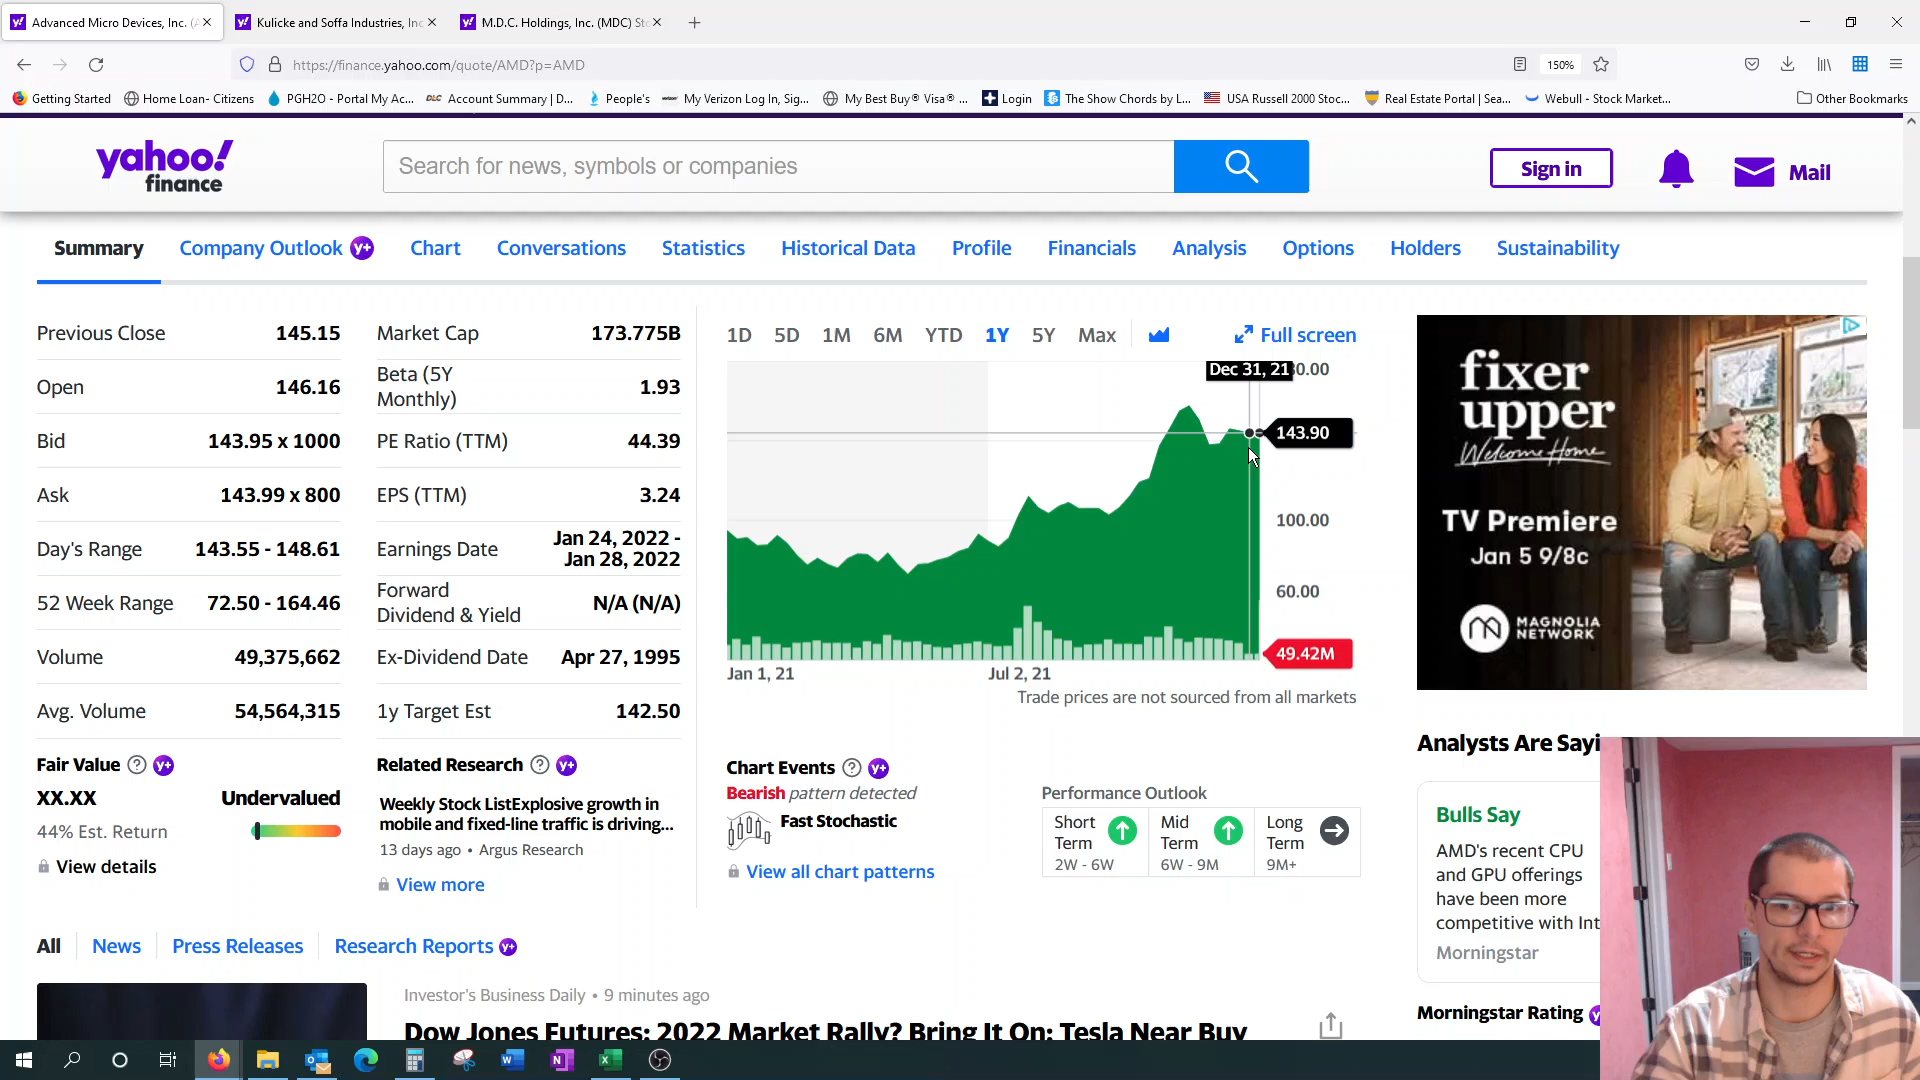 Advanced Micro Devices, Inc. (A
Kulicke and Soffa Industries, Inc
M.D.C. Holdings, Inc. (MDC) Sto
https://finance.yahoo.com/quote/AMD?p=AMD
150%
Getting Started
Home Loan- Citizens
PGH2O - Portal My Ac...
DLC Account Summary | D...
People's
My Verizon Log In, Sig...
My Best Buy® Visa® ...
Login
The Show Chords by L...
USA Russell 2000 Stoc...
Real Estate Portal | Sea...
Webull - Stock Market...
Other Bookmarks
yahoo!
finance
Search for news, symbols or companies
Sign in
Mail
Summary
Company Outlook y+
Chart
Conversations
Statistics
Historical Data
Profile
Financials
Analysis
Options
Holders
Sustainability
Previous Close 145.15
Open 146.16
Bid 143.95 x 1000
Ask 143.99 x 800
Day's Range 143.55 - 148.61
52 Week Range 72.50 - 164.46
Volume 49,375,662
Avg. Volume 54,564,315
Market Cap 173.775B
Beta (5Y
Monthly) 1.93
PE Ratio (TTM) 44.39
EPS (TTM) 3.24
Earnings Date Jan 24, 2022 -
Jan 28, 2022
Forward
Dividend & Yield N/A (N/A)
Ex-Dividend Date Apr 27, 1995
1y Target Est 142.50
1D 5D 1M 6M YTD 1Y 5Y Max
Full screen
Dec 31, 21
0.00
143.90
100.00
60.00
49.42M
Jan 1, 21
Jul 2, 21
Trade prices are not sourced from all markets
fixer
upper
Welcome Home
TV Premiere
Jan 5 9/8c
MAGNOLIA
NETWORK
Fair Value ? y+
XX.XX Undervalued
44% Est. Return
View details
Related Research ? y+
Weekly Stock ListExplosive growth in
mobile and fixed-line traffic is driving...
13 days ago • Argus Research
View more
Chart Events ? y+
Bearish pattern detected
Fast Stochastic
View all chart patterns
Performance Outlook
Short
Term
2W - 6W
Mid
Term
6W - 9M
Long
Term
9M+
Analysts Are Sayi
Bulls Say
AMD's recent CPU
and GPU offerings
have been more
competitive with Int
Morningstar
Morningstar Rating
All
News
Press Releases
Research Reports y+
Investor's Business Daily • 9 minutes ago
Dow Jones Futures: 2022 Market Rally? Bring It On; Tesla Near Buy